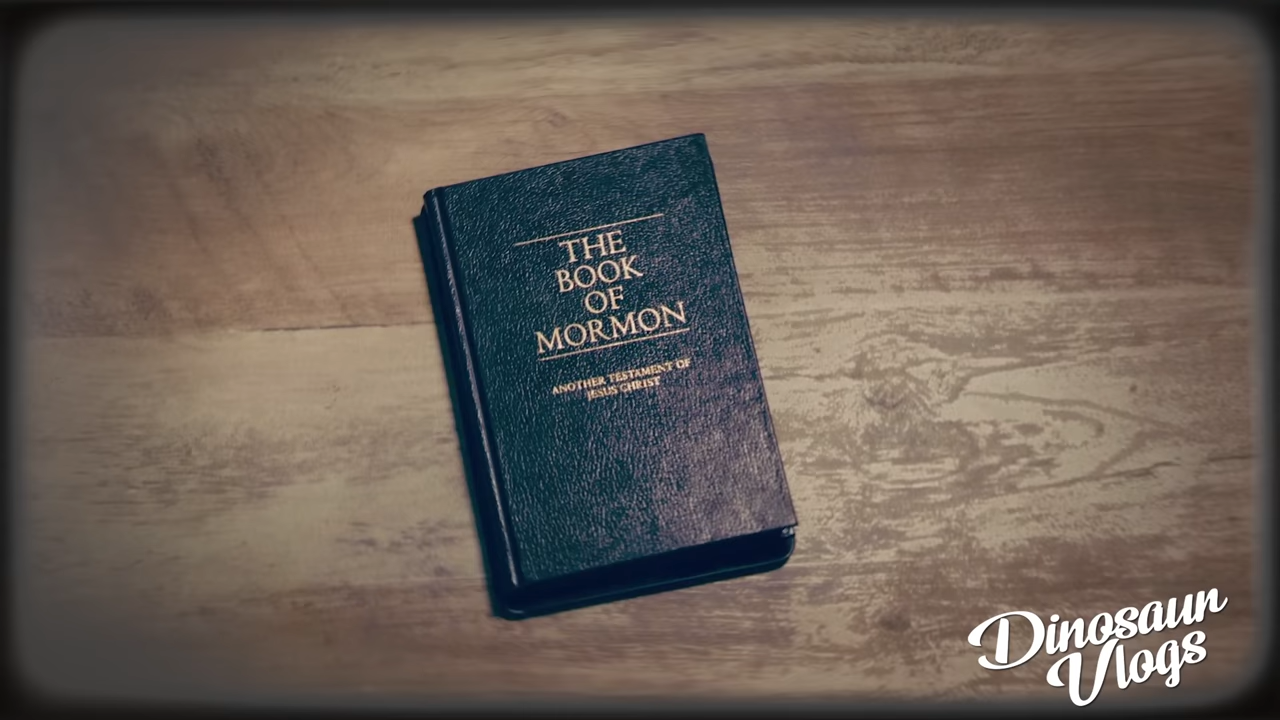 THE
BOOK
OF
MORMON
ANOTHER TESTAMENT OF
JESUS CHRIST
Dinosaur
Vlogs